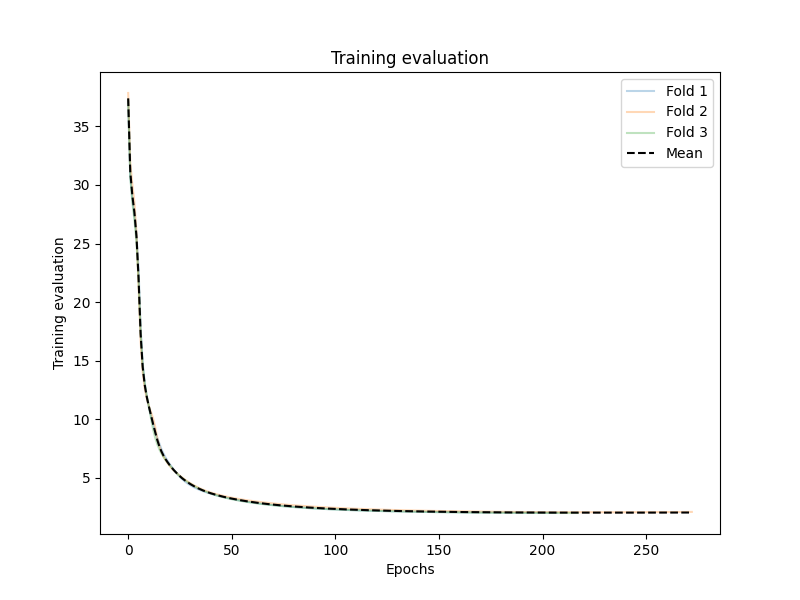 Training evaluation
Fold 1
Fold 2
Fold 3
Mean
Training evaluation
35
30
25
20
15
10
5
0
50
100
150
200
250
Epochs